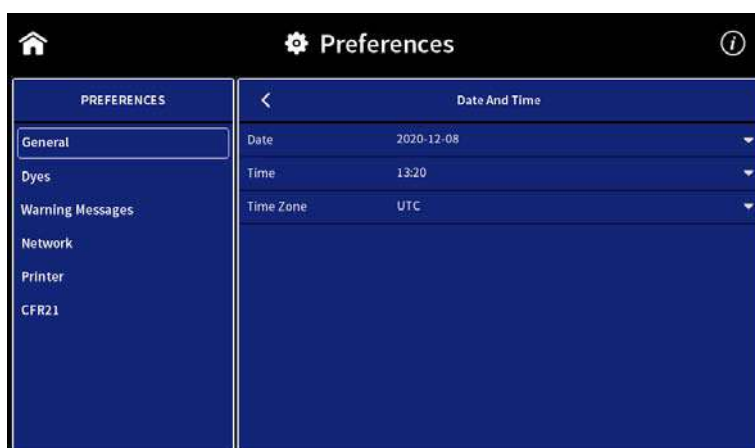 Preferences
PREFERENCES
General
Dyes
Warning Messages
Network
Printer
CFR21
Date And Time
Date 2020-12-08
Time 13:20
Time Zone UTC